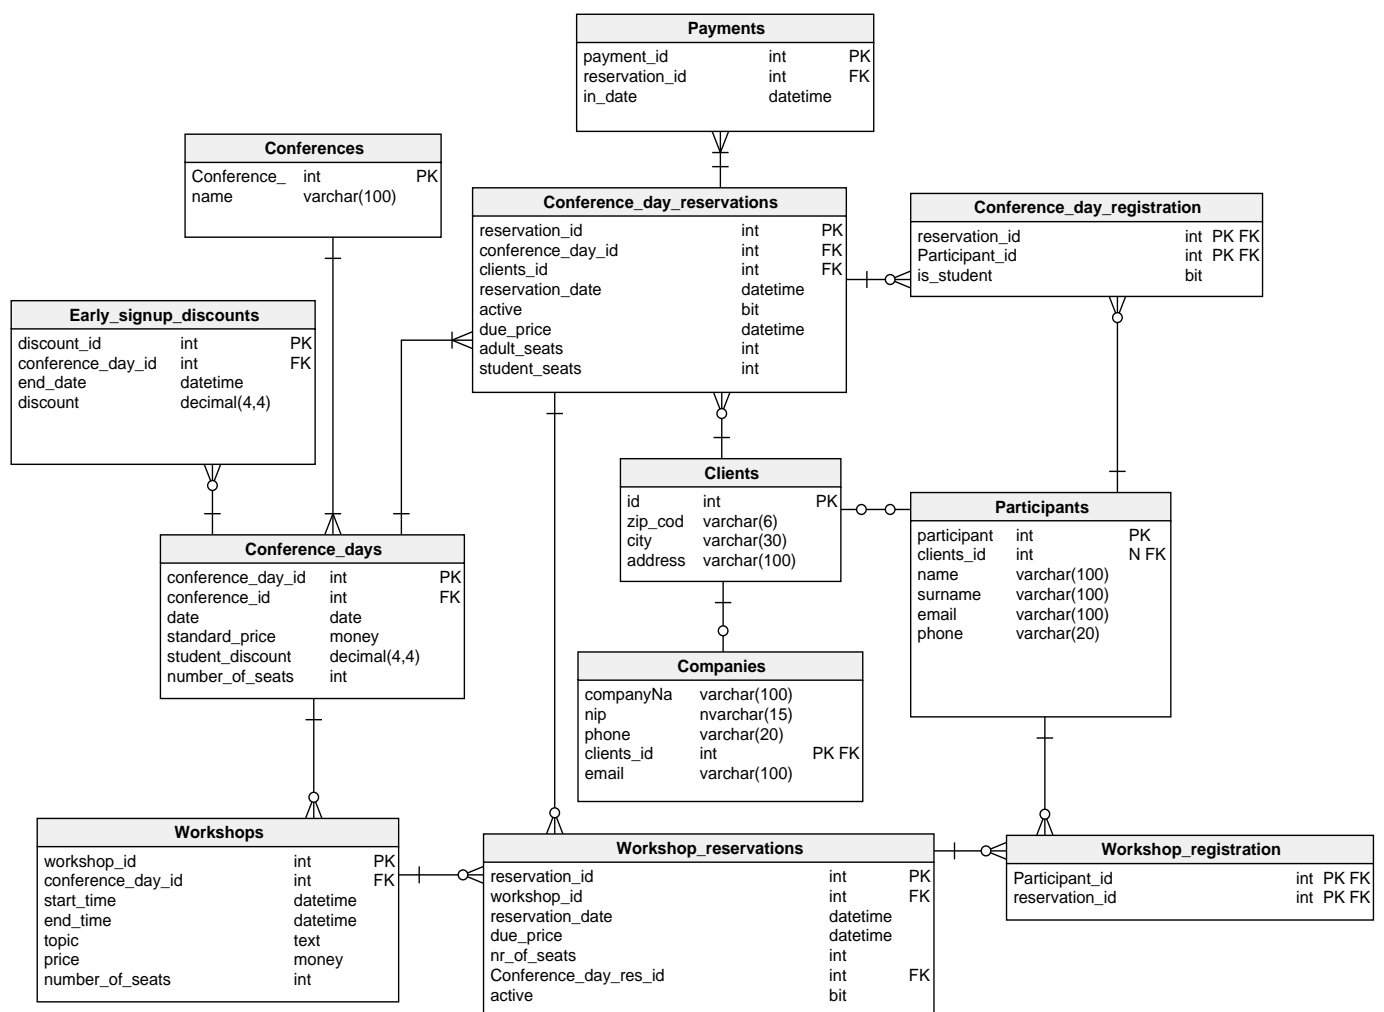 Payments
payment_id int PK
reservation_id int FK
in_date datetime
Conferences
Conference_ int PK
name varchar(100)
Conference_day_reservations
reservation_id int PK
conference_day_id int FK
clients_id int FK
reservation_date datetime
active bit
due_price datetime
adult_seats int
student_seats int
Conference_day_registration
reservation_id int PK FK
Participant_id int PK FK
is_student bit
Early_signup_discounts
discount_id int PK
conference_day_id int FK
end_date datetime
discount decimal(4,4)
Clients
id int PK
zip_cod varchar(6)
city varchar(30)
address varchar(100)
Participants
participant int PK
clients_id int N FK
name varchar(100)
surname varchar(100)
email varchar(100)
phone varchar(20)
Conference_days
conference_day_id int PK
conference_id int FK
date date
standard_price money
student_discount decimal(4,4)
number_of_seats int
Companies
companyNa varchar(100)
nip nvarchar(15)
phone varchar(20)
clients_id int PK FK
email varchar(100)
Workshops
workshop_id int PK
conference_day_id int FK
start_time datetime
end_time datetime
topic text
price money
number_of_seats int
Workshop_reservations
reservation_id int PK
workshop_id int FK
reservation_date datetime
due_price datetime
nr_of_seats int
Conference_day_res_id int FK
active bit
Workshop_registration
Participant_id int PK FK
reservation_id int PK FK